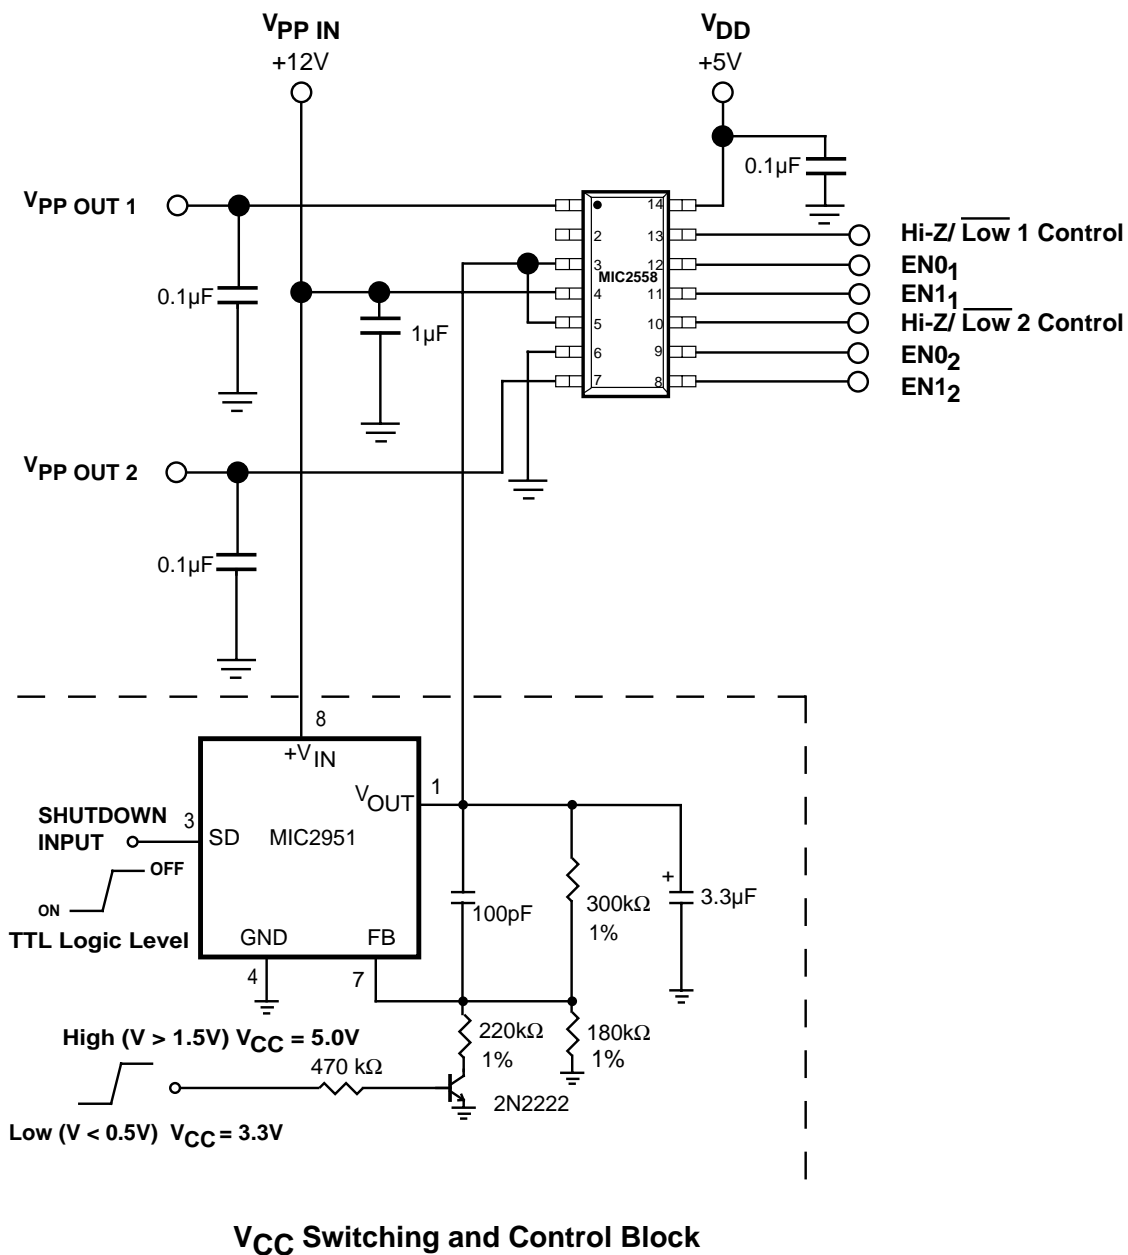 VPP IN
+12V
VDD
+5V
0.1µF
VPP OUT 1
14
2
13
3
12
4
11
5
10
6
9
7
8
MIC2558
Hi-Z/ Low 1 Control
EN01
EN11
Hi-Z/ Low 2 Control
EN02
EN12
0.1µF
1µF
VPP OUT 2
0.1µF
8
+VIN
VOUT
1
SHUTDOWN
INPUT
3
SD
MIC2951
OFF
ON
TTL Logic Level
GND
FB
4
7
100pF
300kΩ
1%
+
3.3µF
220kΩ
1%
180kΩ
1%
High (V > 1.5V) VCC = 5.0V
470 kΩ
2N2222
Low (V < 0.5V) VCC = 3.3V
VCC Switching and Control Block